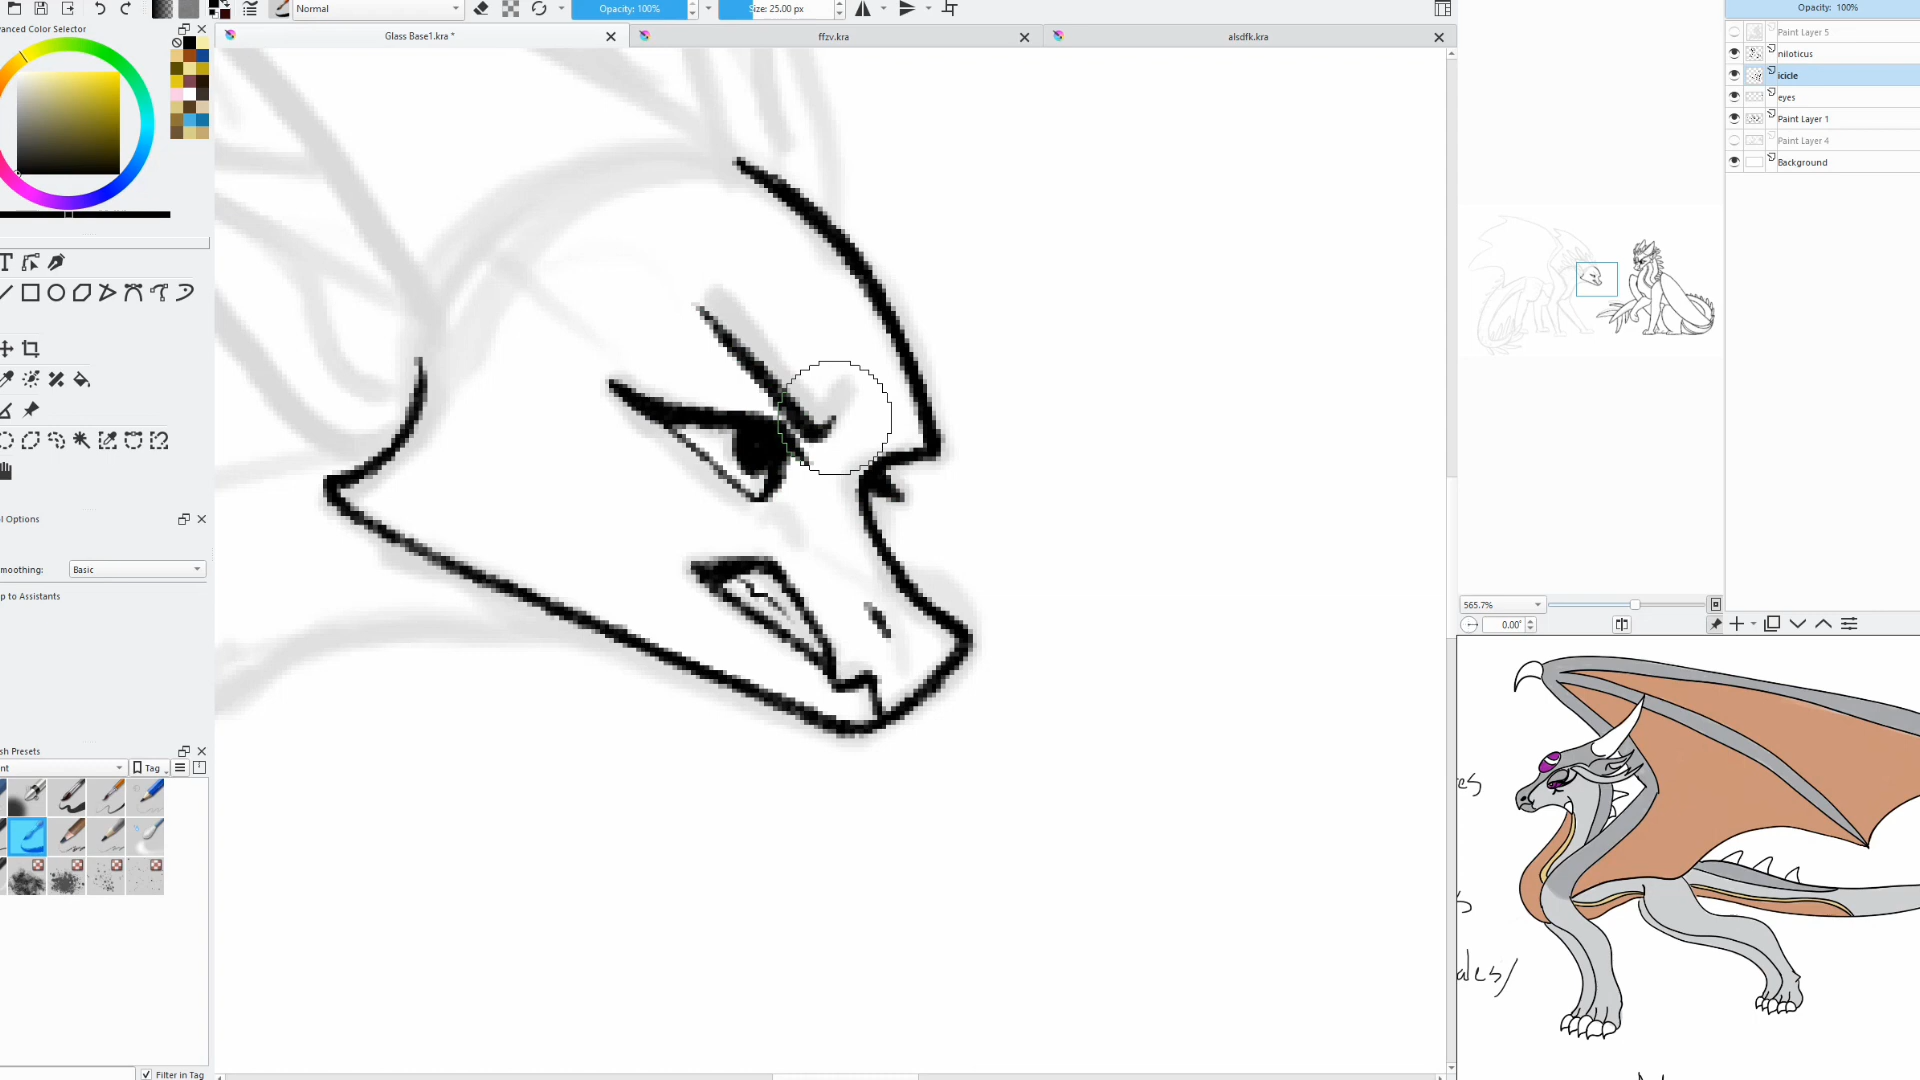 Normal
Opacity: 100%
Size: 25.00 px
Opacity: 100%
Advanced Color Selector
Glass Base1.kra *
ffzv.kra
alsdfk.kra
Paint Layer 5
niloticus
icicle
eyes
Paint Layer 1
Paint Layer 4
Background
Options
moothing:
Basic
p to Assistants
565.7%
0.00°
sh Presets
nt
Tag
Filter in Tag